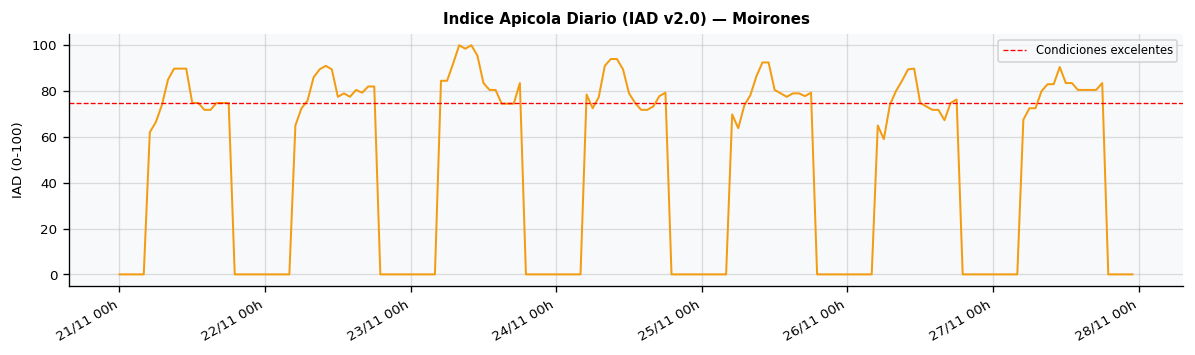 Indice Apicola Diario (IAD v2.0) — Moirones
Condiciones excelentes
IAD (0-100)
100
80
60
40
20
0
21/11 00h
22/11 00h
23/11 00h
24/11 00h
25/11 00h
26/11 00h
27/11 00h
28/11 00h